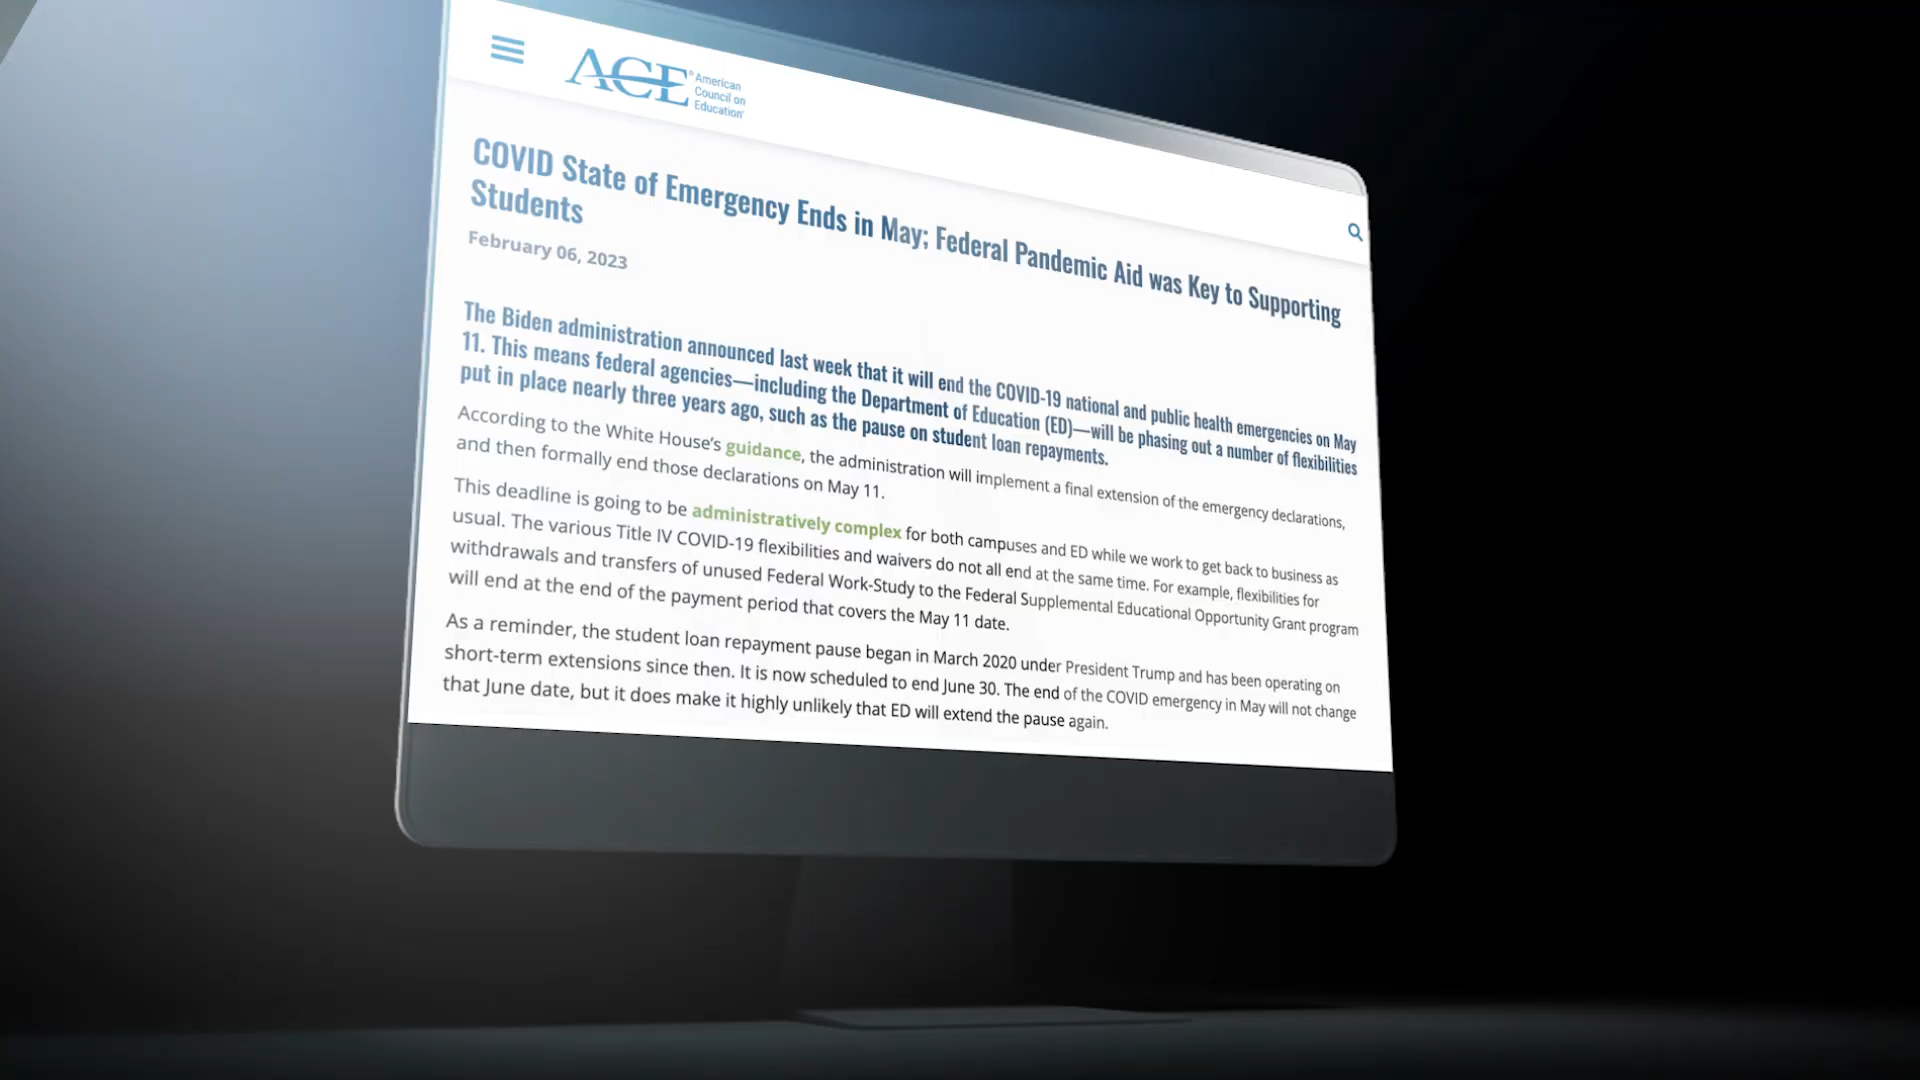 ACE® American
Council on
Education®
COVID State of Emergency Ends in May; Federal Pandemic Aid was Key to Supporting
Students
February 06, 2023
The Biden administration announced last week that it will end the COVID-19 national and public health emergencies on May
11. This means federal agencies—including the Department of Education (ED)—will be phasing out a number of flexibilities
put in place nearly three years ago, such as the pause on student loan repayments.
According to the White House’s guidance, the administration will implement a final extension of the emergency declarations,
and then formally end those declarations on May 11.
This deadline is going to be administratively complex for both campuses and ED while we work to get back to business as
usual. The various Title IV COVID-19 flexibilities and waivers do not all end at the same time. For example, flexibilities for
withdrawals and transfers of unused Federal Work-Study to the Federal Supplemental Educational Opportunity Grant program
will end at the end of the payment period that covers the May 11 date.
As a reminder, the student loan repayment pause began in March 2020 under President Trump and has been operating on
short-term extensions since then. It is now scheduled to end June 30. The end of the COVID emergency in May will not change
that June date, but it does make it highly unlikely that ED will extend the pause again.